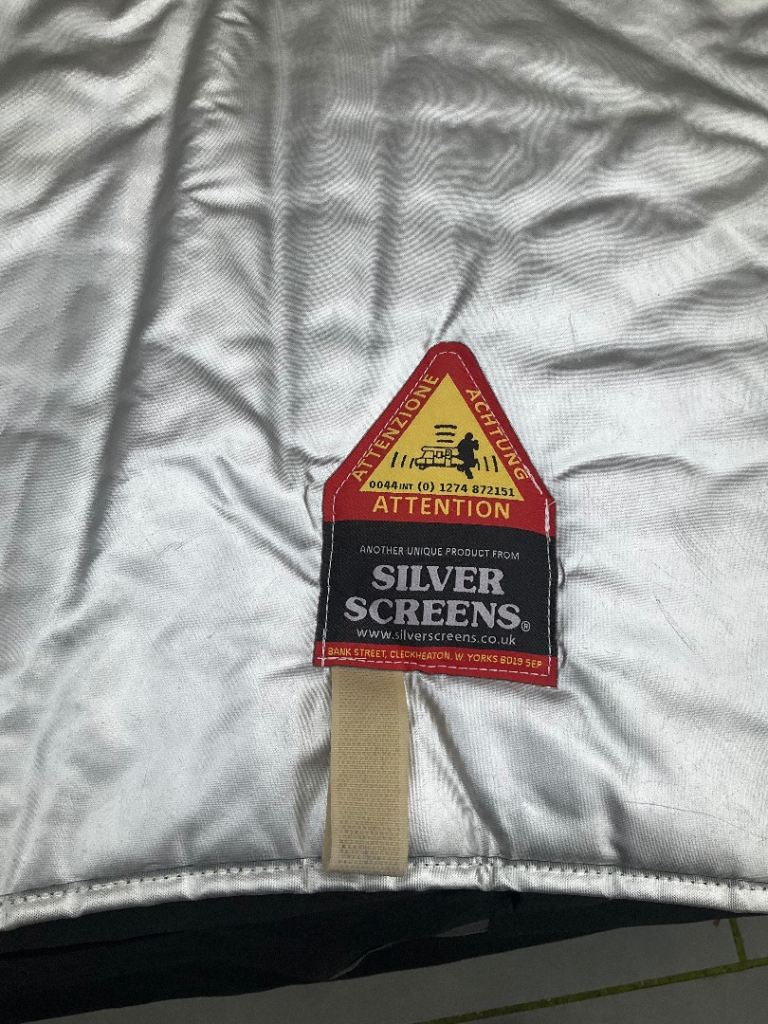 ATTENZIONE
ACHTUNG
0044 INT (0) 1274 872151
ATTENTION
ANOTHER UNIQUE PRODUCT FROM
SILVER
SCREENS®
www.silverscreens.co.uk
BANK STREET, CLECKHEATON, W. YORKS BD19 5EP